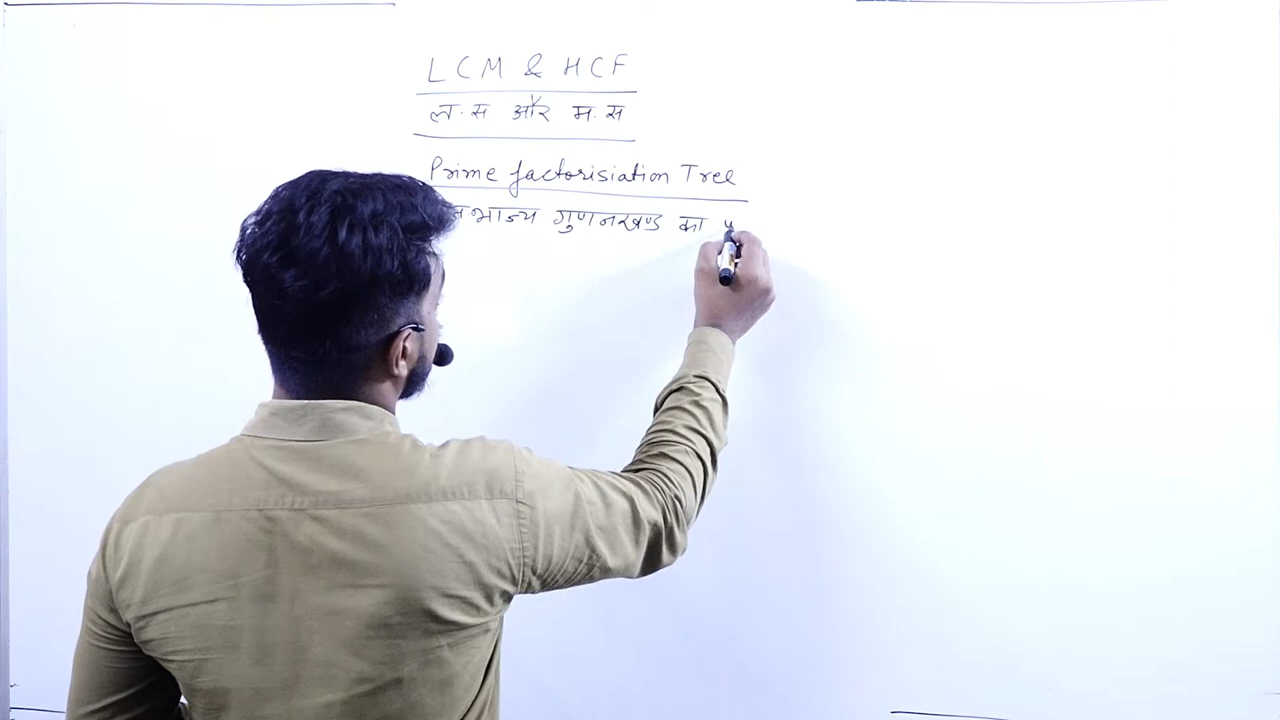 LCM & HCF
ल.स और म.स
Prime factorisiation Tree
भाज्य गुणनखण्ड का